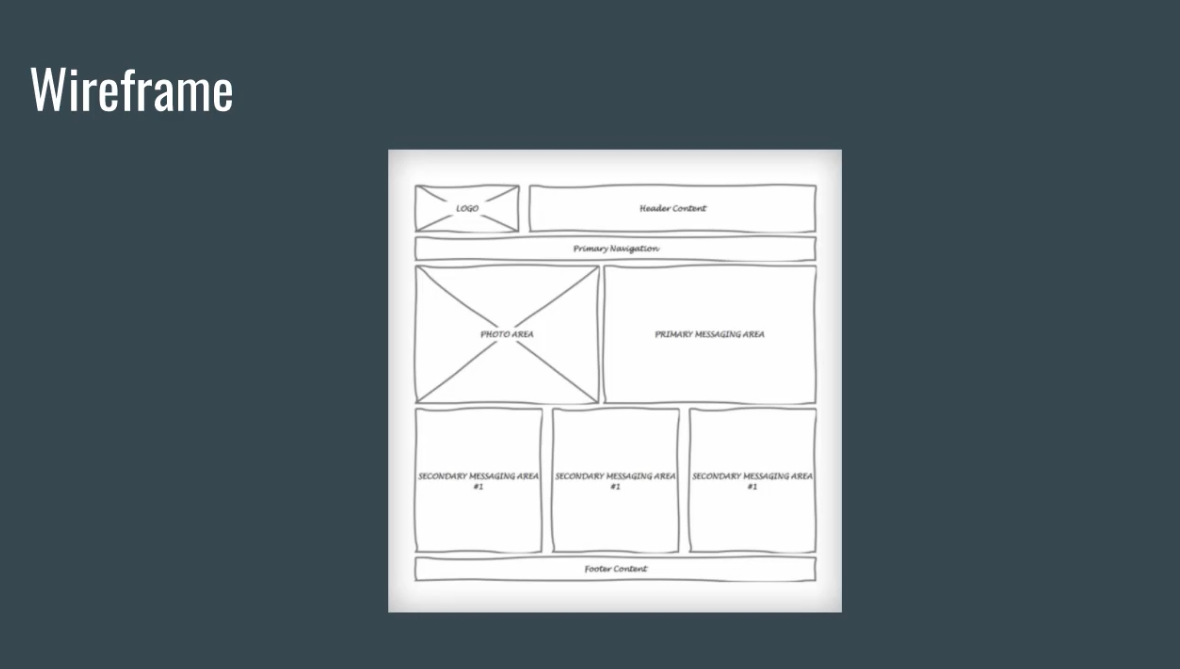 Wireframe
LOGO
Header Content
Primary Navigation
PHOTO AREA
PRIMARY MESSAGING AREA
SECONDARY MESSAGING AREA
#1
SECONDARY MESSAGING AREA
#1
SECONDARY MESSAGING AREA
#1
Footer Content